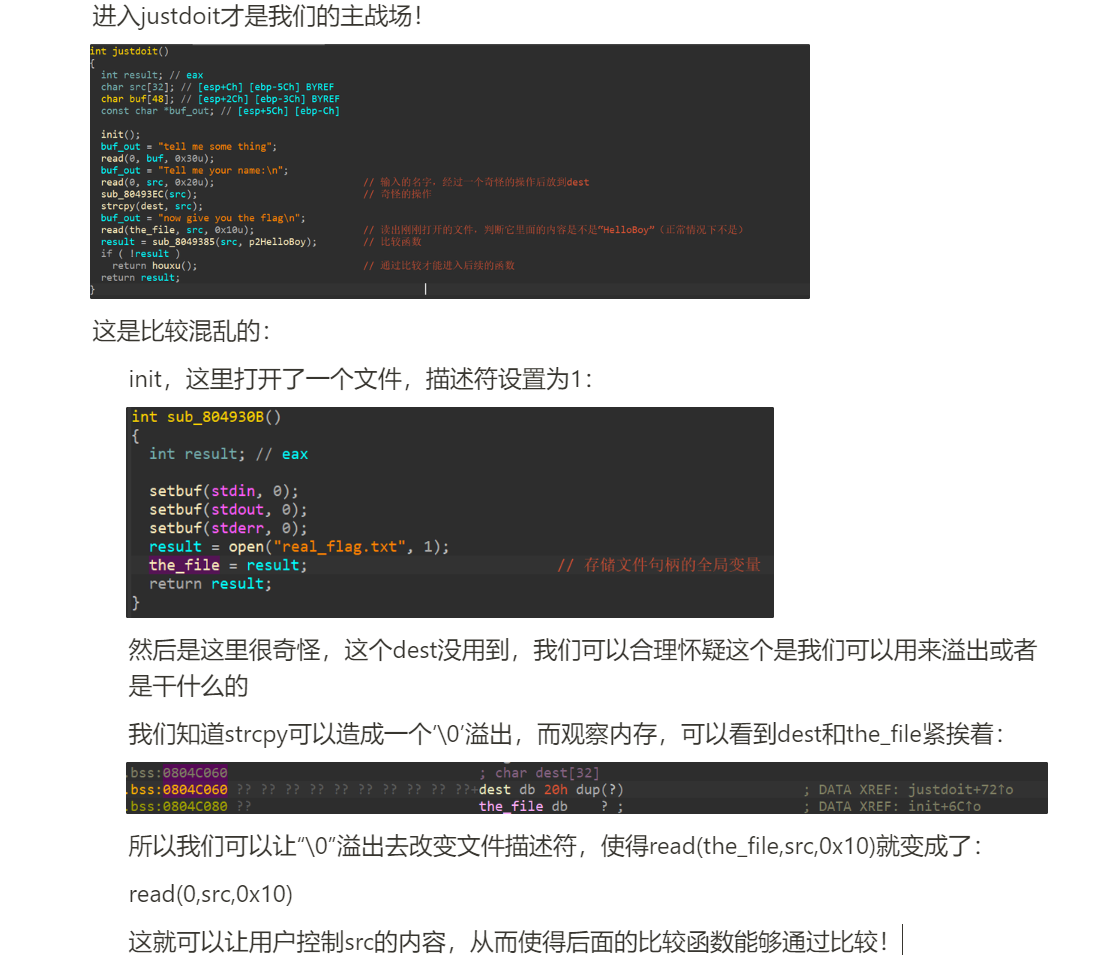 进入justdoit才是我们的主战场！
int justdoit()
{
int result; // eax
char src[32]; // [esp+Ch] [ebp-5Ch] BYREF
char buf[48]; // [esp+2Ch] [ebp-3Ch] BYREF
const char *buf_out; // [esp+5Ch] [ebp-Ch]
init();
buf_out = "tell me some thing";
read(0, buf, 0x30u);
buf_out = "Tell me your name:\n";
read(0, src, 0x20u); // 输入的名字，经过一个奇怪的操作后放到dest
sub_80493EC(src); // 奇怪的操作
strcpy(dest, src);
buf_out = "now give you the flag\n";
read(the_file, src, 0x10u); // 读出刚刚打开的文件，判断它里面的内容是不是"HelloBoy"（正常情况下不是）
result = sub_8049385(src, p2HelloBoy); // 比较函数
if ( !result )
return houxu(); // 通过比较才能进入后续的函数
return result;
}
这是比较混乱的：
init，这里打开了一个文件，描述符设置为1：
int sub_804930B()
{
int result; // eax
setbuf(stdin, 0);
setbuf(stdout, 0);
setbuf(stderr, 0);
result = open("real_flag.txt", 1);
the_file = result; // 存储文件句柄的全局变量
return result;
}
然后是这里很奇怪，这个dest没用到，我们可以合理怀疑这个是我们可以用来溢出或者
是干什么的
我们知道strcpy可以造成一个‘\0’溢出，而观察内存，可以看到dest和the_file紧挨着：
.bss:0804C060 ; char dest[32]
.bss:0804C060 ?? ?? ?? ?? ?? ?? ?? ?? ?? ??+dest db 20h dup(?) ; DATA XREF: justdoit+72↑o
.bss:0804C080 ?? the_file db ? ; ; DATA XREF: init+6C↑o
所以我们可以让“\0”溢出去改变文件描述符，使得read(the_file,src,0x10)就变成了：
read(0,src,0x10)
这就可以让用户控制src的内容，从而使得后面的比较函数能够通过比较！